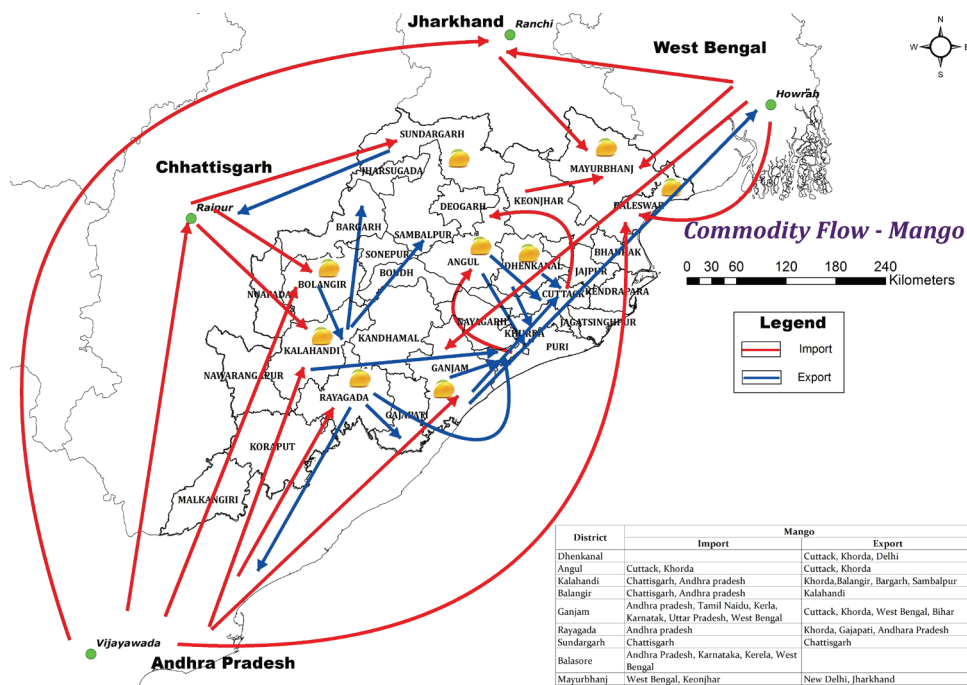 Jharkhand
Ranchi
West Bengal
N
W E
S
Howrah
SUNDARGARH
Chhattisgarh
JHARSUGADA
MAYURBHANJ
Raipur
DEOGARH
KEONJHAR
BALESWAR
BARGARH
SAMBALPUR
Commodity Flow - Mango
SONEPUR
ANGUL
DHENKANAL
BHADRAK
BOUDH
JAJPUR
0 30 60 120 180 240
Kilometers
BOLANGIR
NUAPADA
CUTTACK
KENDRAPARA
NAYAGARH
JAGATSINGHPUR
KHURDA
Legend
KALAHANDI
KANDHAMAL
PURI
Import
GANJAM
NAWARANGAPUR
Export
RAYAGADA
GAJAPATI
KORAPUT
MALKANGIRI
Vijayawada
Andhra Pradesh
District Mango
Import Export
Dhenkanal Cuttack, Khorda, Delhi
Angul Cuttack, Khorda Cuttack, Khorda
Kalahandi Chattisgarh, Andhra pradesh Khorda,Balangir, Bargarh, Sambalpur
Balangir Chattisgarh, Andhra pradesh Kalahandi
Ganjam Andhra pradesh, Tamil Naidu, Kerla, Cuttack, Khorda, West Bengal, Bihar
Karnatak, Uttar Pradesh, West Bengal
Rayagada Andhra pradesh Khorda, Gajapati, Andhara Pradesh
Sundargarh Chattisgarh Chattisgarh
Balasore Andhra Pradesh, Karnataka, Kerela, West
Bengal
Mayurbhanj West Bengal, Keonjhar New Delhi, Jharkhand